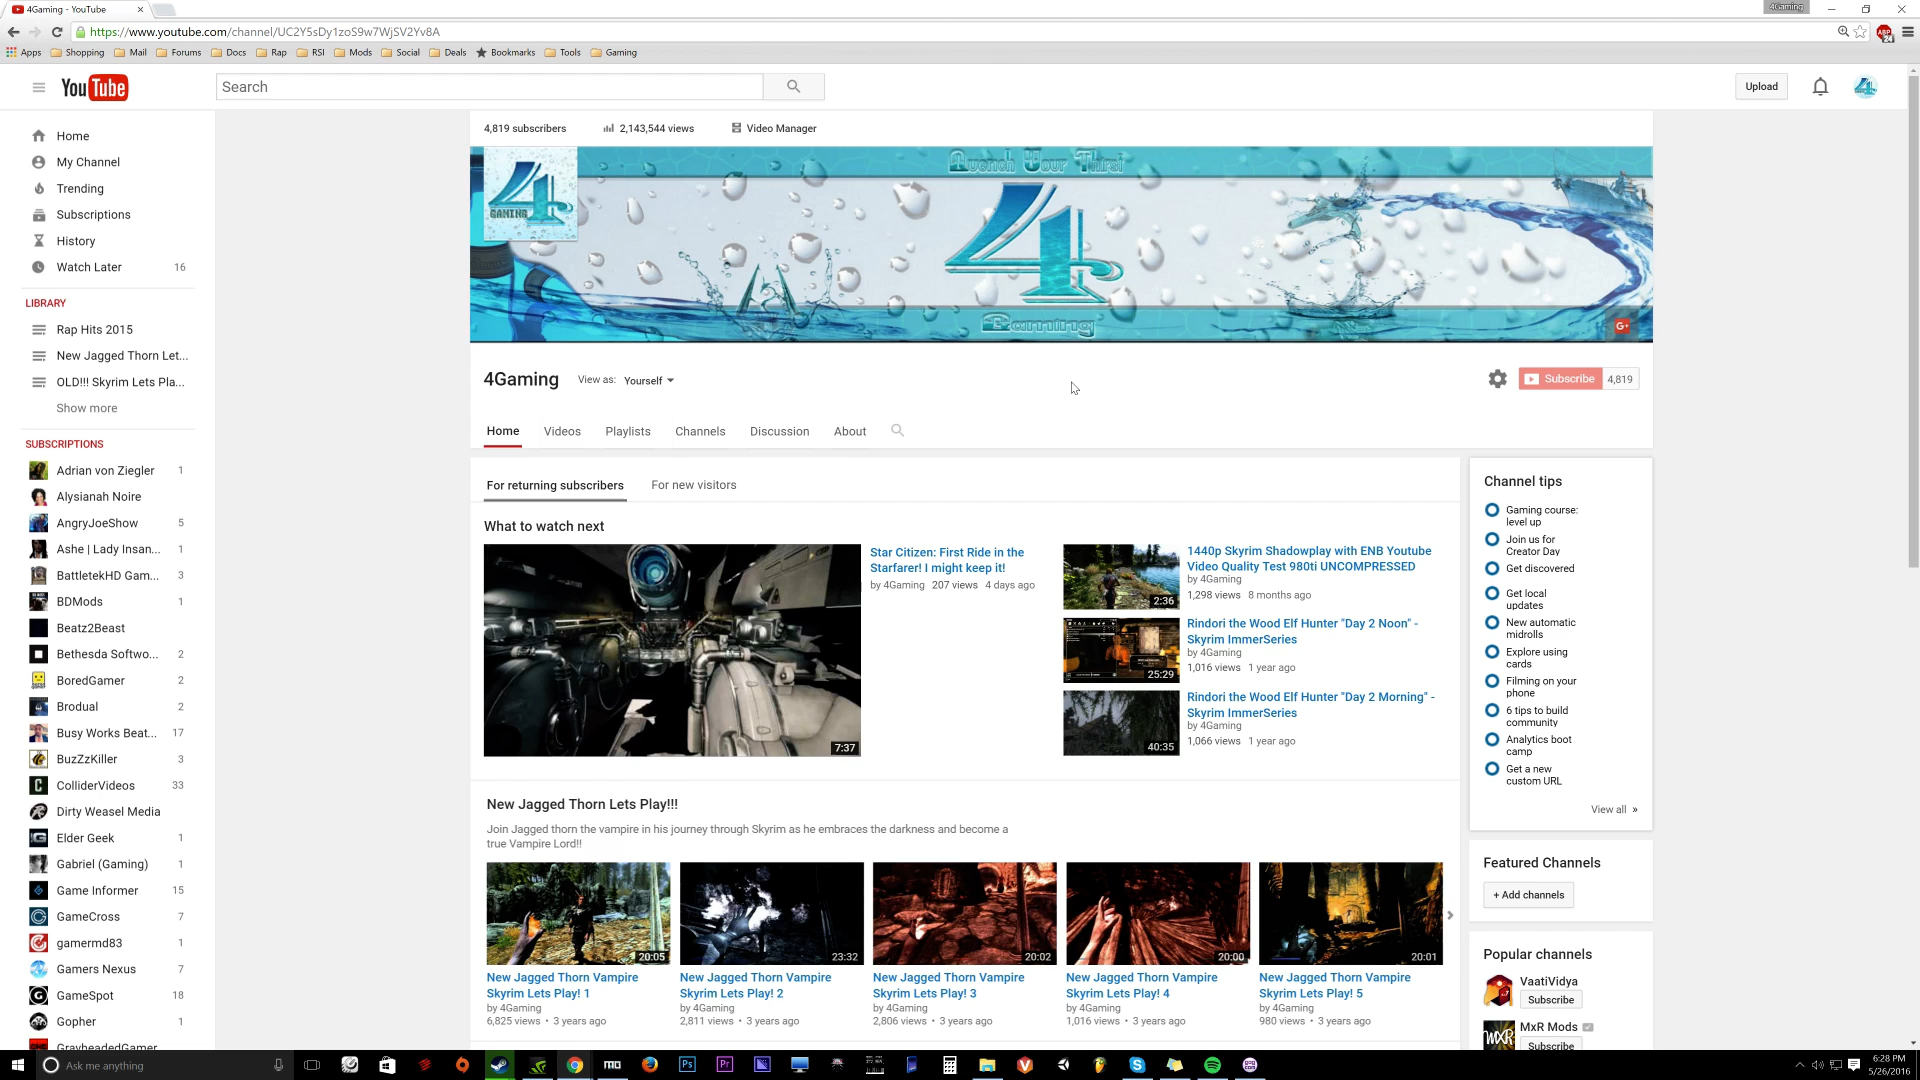 4Gaming - YouTube
4Gaming
https://www.youtube.com/channel/UC2Y5sDy1zoS9w7WjSV2Yv8A
Apps Shopping Mail Forums Docs Rap RSI Mods Social Deals Bookmarks Tools Gaming
YouTube
Search
Upload
Home
My Channel
Trending
Subscriptions
History
Watch Later 16
LIBRARY
Rap Hits 2015
New Jagged Thorn Let...
OLD!!! Skyrim Lets Pla...
Show more
SUBSCRIPTIONS
Adrian von Ziegler 1
Alysianah Noire
AngryJoeShow 5
Ashe | Lady Insan... 1
BattletekHD Gam... 3
BDMods 1
Beatz2Beast
Bethesda Softwo... 2
BoredGamer 2
Brodual 2
Busy Works Beat... 17
BuzZzKiller 3
ColliderVideos 33
Dirty Weasel Media
Elder Geek 1
Gabriel (Gaming) 1
Game Informer 15
GameCross 7
gamermd83 1
Gamers Nexus 7
GameSpot 18
Gopher 1
GrayheadedGamer
4,819 subscribers 2,143,544 views Video Manager
Quench Your Thirst
4
GAMING
4
Gaming
G+
4Gaming View as: Yourself
Subscribe 4,819
Home Videos Playlists Channels Discussion About
For returning subscribers For new visitors
What to watch next
7:37
Star Citizen: First Ride in the
Starfarer! I might keep it!
by 4Gaming 207 views 4 days ago
2:36
1440p Skyrim Shadowplay with ENB Youtube
Video Quality Test 980ti UNCOMPRESSED
by 4Gaming
1,298 views 8 months ago
25:29
Rindori the Wood Elf Hunter "Day 2 Noon" -
Skyrim ImmerSeries
by 4Gaming
1,016 views 1 year ago
40:35
Rindori the Wood Elf Hunter "Day 2 Morning" -
Skyrim ImmerSeries
by 4Gaming
1,066 views 1 year ago
New Jagged Thorn Lets Play!!!
Join Jagged thorn the vampire in his journey through Skyrim as he embraces the darkness and become a
true Vampire Lord!!
20:05
New Jagged Thorn Vampire
Skyrim Lets Play! 1
by 4Gaming
6,825 views • 3 years ago
23:32
New Jagged Thorn Vampire
Skyrim Lets Play! 2
by 4Gaming
2,811 views • 3 years ago
20:02
New Jagged Thorn Vampire
Skyrim Lets Play! 3
by 4Gaming
2,806 views • 3 years ago
20:00
New Jagged Thorn Vampire
Skyrim Lets Play! 4
by 4Gaming
1,016 views • 3 years ago
20:01
New Jagged Thorn Vampire
Skyrim Lets Play! 5
by 4Gaming
980 views • 3 years ago
Channel tips
Gaming course:
level up
Join us for
Creator Day
Get discovered
Get local
updates
New automatic
midrolls
Explore using
cards
Filming on your
phone
6 tips to build
community
Analytics boot
camp
Get a new
custom URL
View all »
Featured Channels
+ Add channels
Popular channels
VaatiVidya
Subscribe
MxR Mods
Subscribe
Ask me anything
6:28 PM
5/26/2016